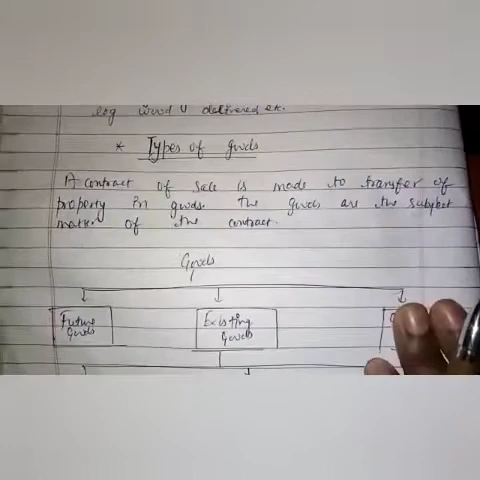 log wood delivered etc.
* Types of goods
A contract of sale is made to transfer of
property in goods. The goods are the subject
matter of the contract.
Goods
Future Existing
Goods Goods